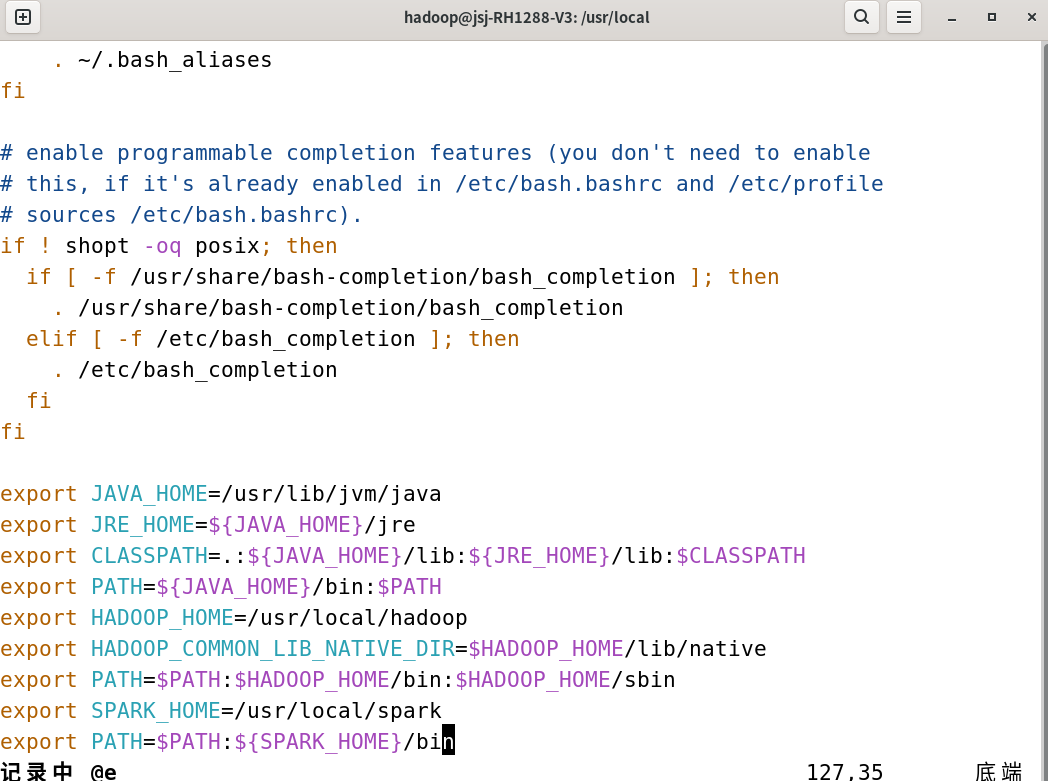 hadoop@jsj-RH1288-V3: /usr/local
    . ~/.bash_aliases
fi
# enable programmable completion features (you don't need to enable
# this, if it's already enabled in /etc/bash.bashrc and /etc/profile
# sources /etc/bash.bashrc).
if ! shopt -oq posix; then
  if [ -f /usr/share/bash-completion/bash_completion ]; then
    . /usr/share/bash-completion/bash_completion
  elif [ -f /etc/bash_completion ]; then
    . /etc/bash_completion
  fi
fi
export JAVA_HOME=/usr/lib/jvm/java
export JRE_HOME=${JAVA_HOME}/jre
export CLASSPATH=.:${JAVA_HOME}/lib:${JRE_HOME}/lib:$CLASSPATH
export PATH=${JAVA_HOME}/bin:$PATH
export HADOOP_HOME=/usr/local/hadoop
export HADOOP_COMMON_LIB_NATIVE_DIR=$HADOOP_HOME/lib/native
export PATH=$PATH:$HADOOP_HOME/bin:$HADOOP_HOME/sbin
export SPARK_HOME=/usr/local/spark
export PATH=$PATH:${SPARK_HOME}/bin
记录中 @e 127,35 底端